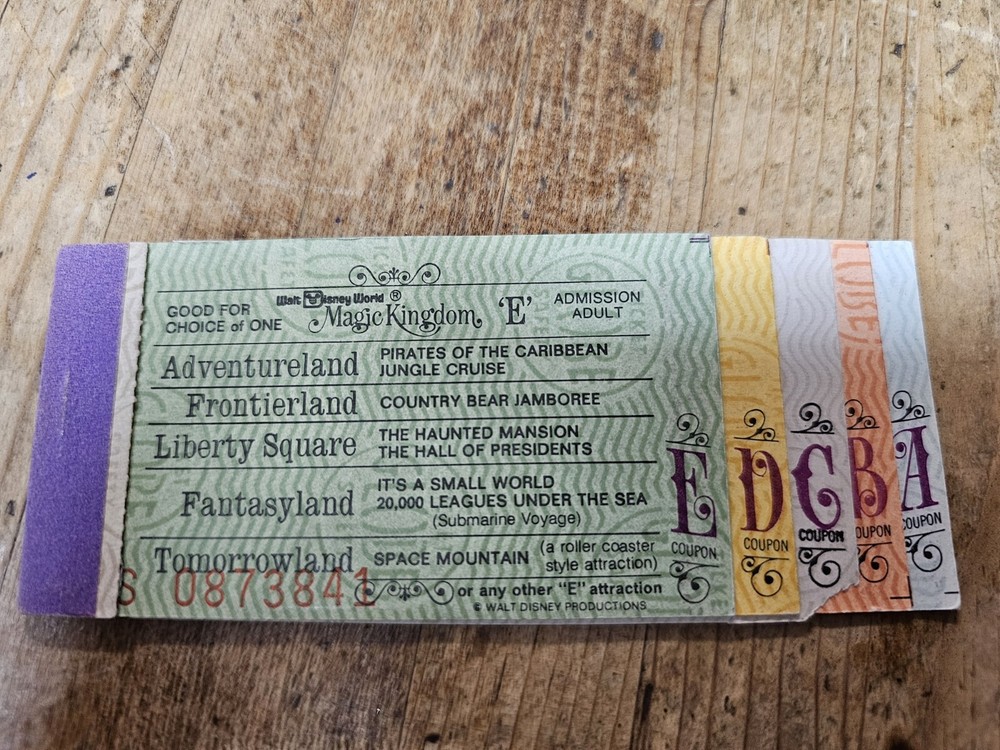 GOOD FOR
CHOICE of ONE
Walt Disney World ®
Magic Kingdom
'E'
ADMISSION
ADULT
Adventureland PIRATES OF THE CARIBBEAN
JUNGLE CRUISE
Frontierland COUNTRY BEAR JAMBOREE
Liberty Square THE HAUNTED MANSION
THE HALL OF PRESIDENTS
Fantasyland IT'S A SMALL WORLD
20,000 LEAGUES UNDER THE SEA
(Submarine Voyage)
Tomorrowland SPACE MOUNTAIN (a roller coaster
style attraction)
S 0873841
or any other "E" attraction
© WALT DISNEY PRODUCTIONS
E
COUPON
D
COUPON
C
COUPON
B
OUPON
A
COUPON